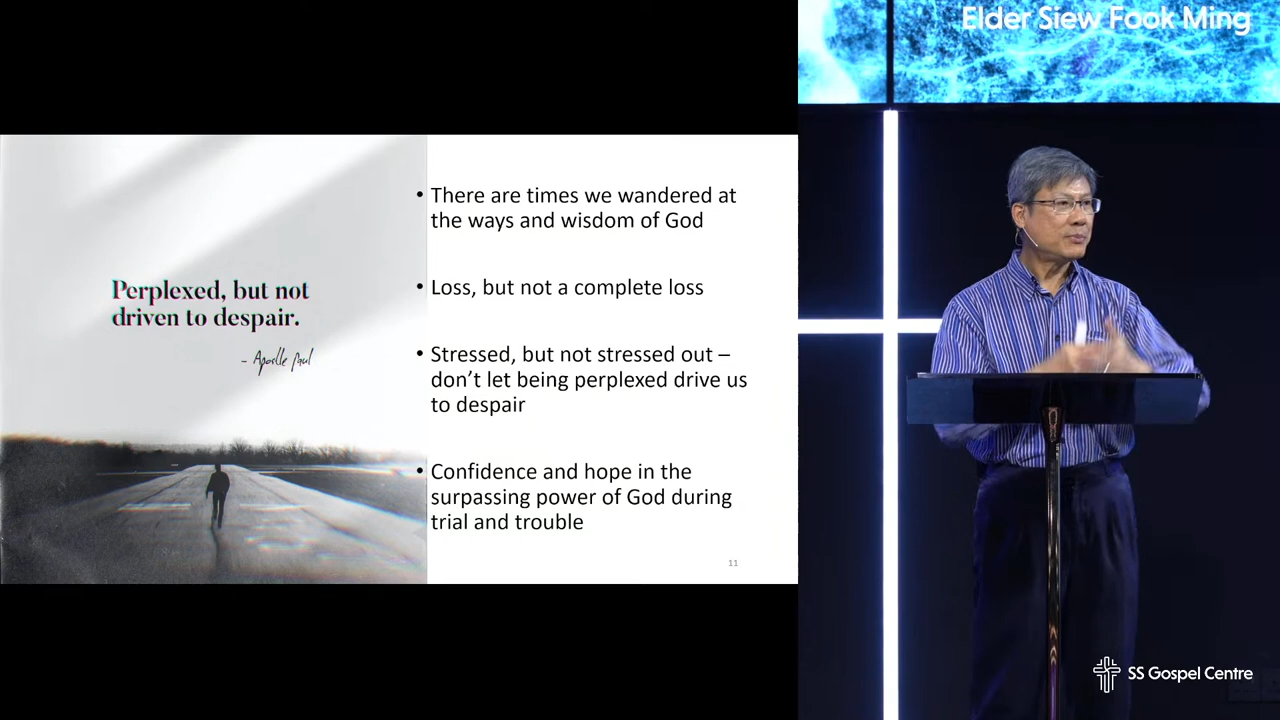 Elder Siew Fook Ming
Perplexed, but not
driven to despair.
– Apostle Paul
• There are times we wandered at
the ways and wisdom of God
• Loss, but not a complete loss
• Stressed, but not stressed out –
don’t let being perplexed drive us
to despair
• Confidence and hope in the
surpassing power of God during
trial and trouble
11
SS Gospel Centre